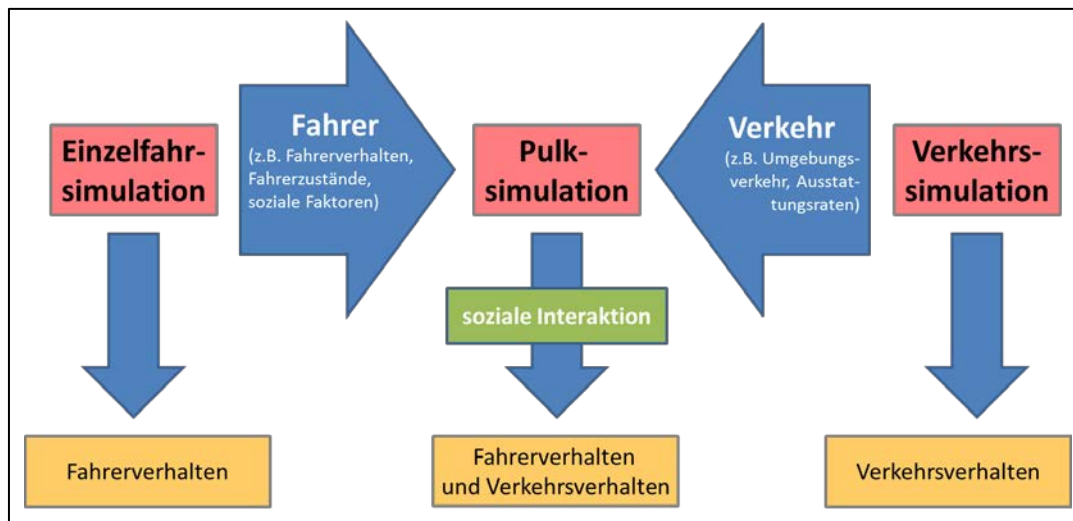 Einzelfahr-
simulation
Fahrer
(z.B. Fahrerverhalten,
Fahrerzustände,
soziale Faktoren)
Pulk-
simulation
Verkehr
(z.B. Umgebungs-
verkehr, Ausstat-
tungsraten)
Verkehrs-
simulation
soziale Interaktion
Fahrerverhalten
Fahrerverhalten
und Verkehrsverhalten
Verkehrsverhalten